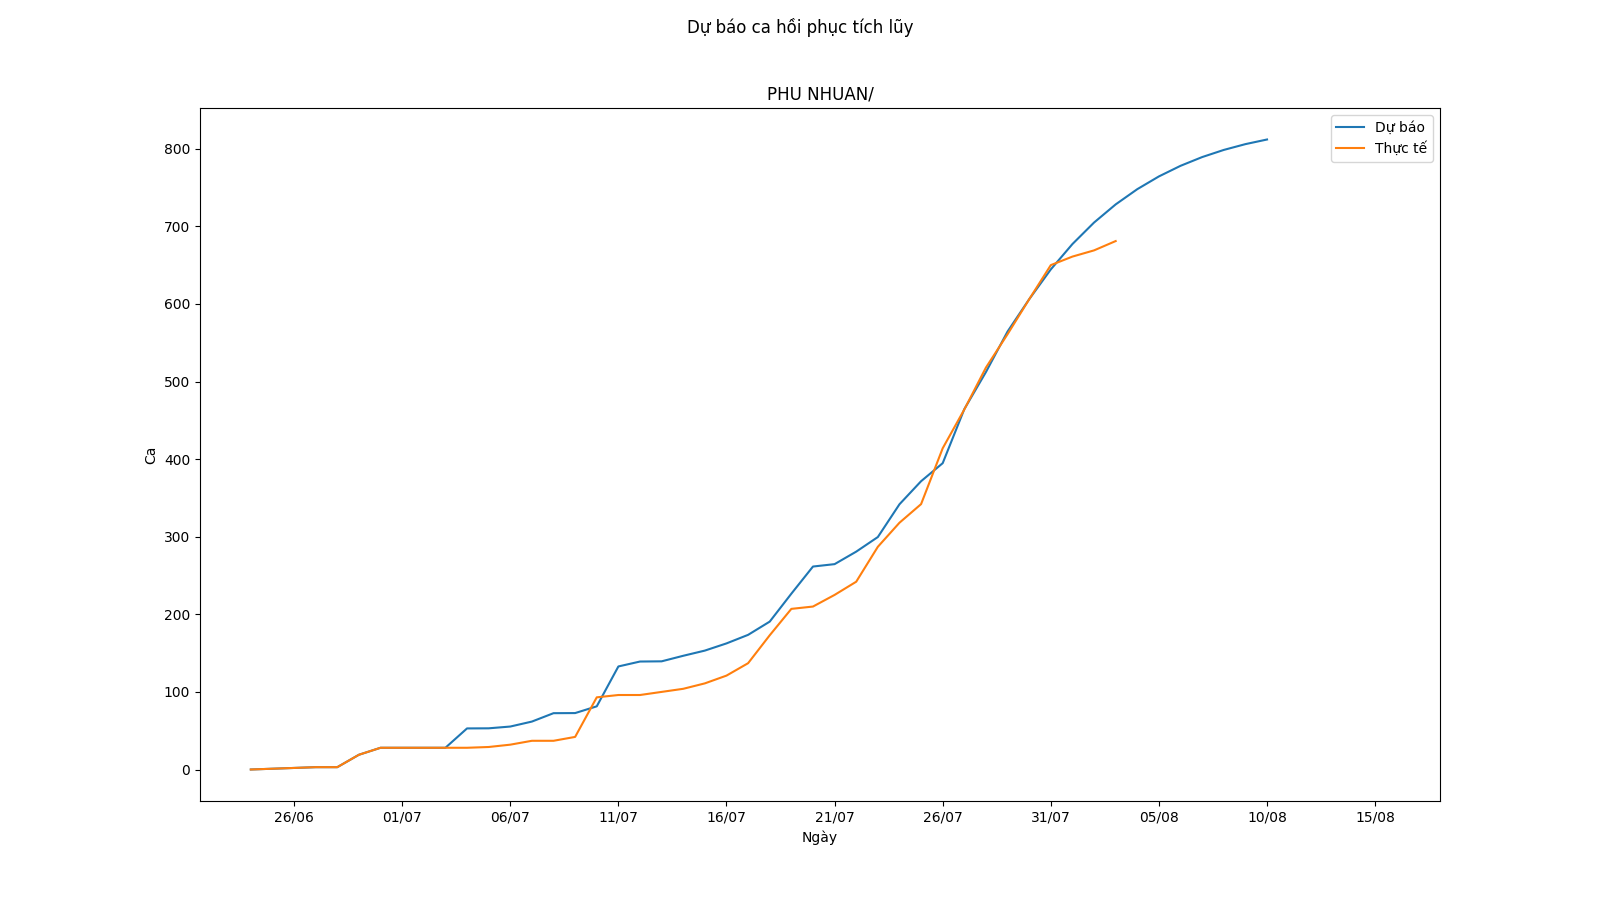 Dự báo ca hồi phục tích lũy
PHU NHUAN/
Dự báo
Thực tế
800
700
600
500
400
300
200
100
0
Ca
26/06 01/07 06/07 11/07 16/07 21/07 26/07 31/07 05/08 10/08 15/08
Ngày